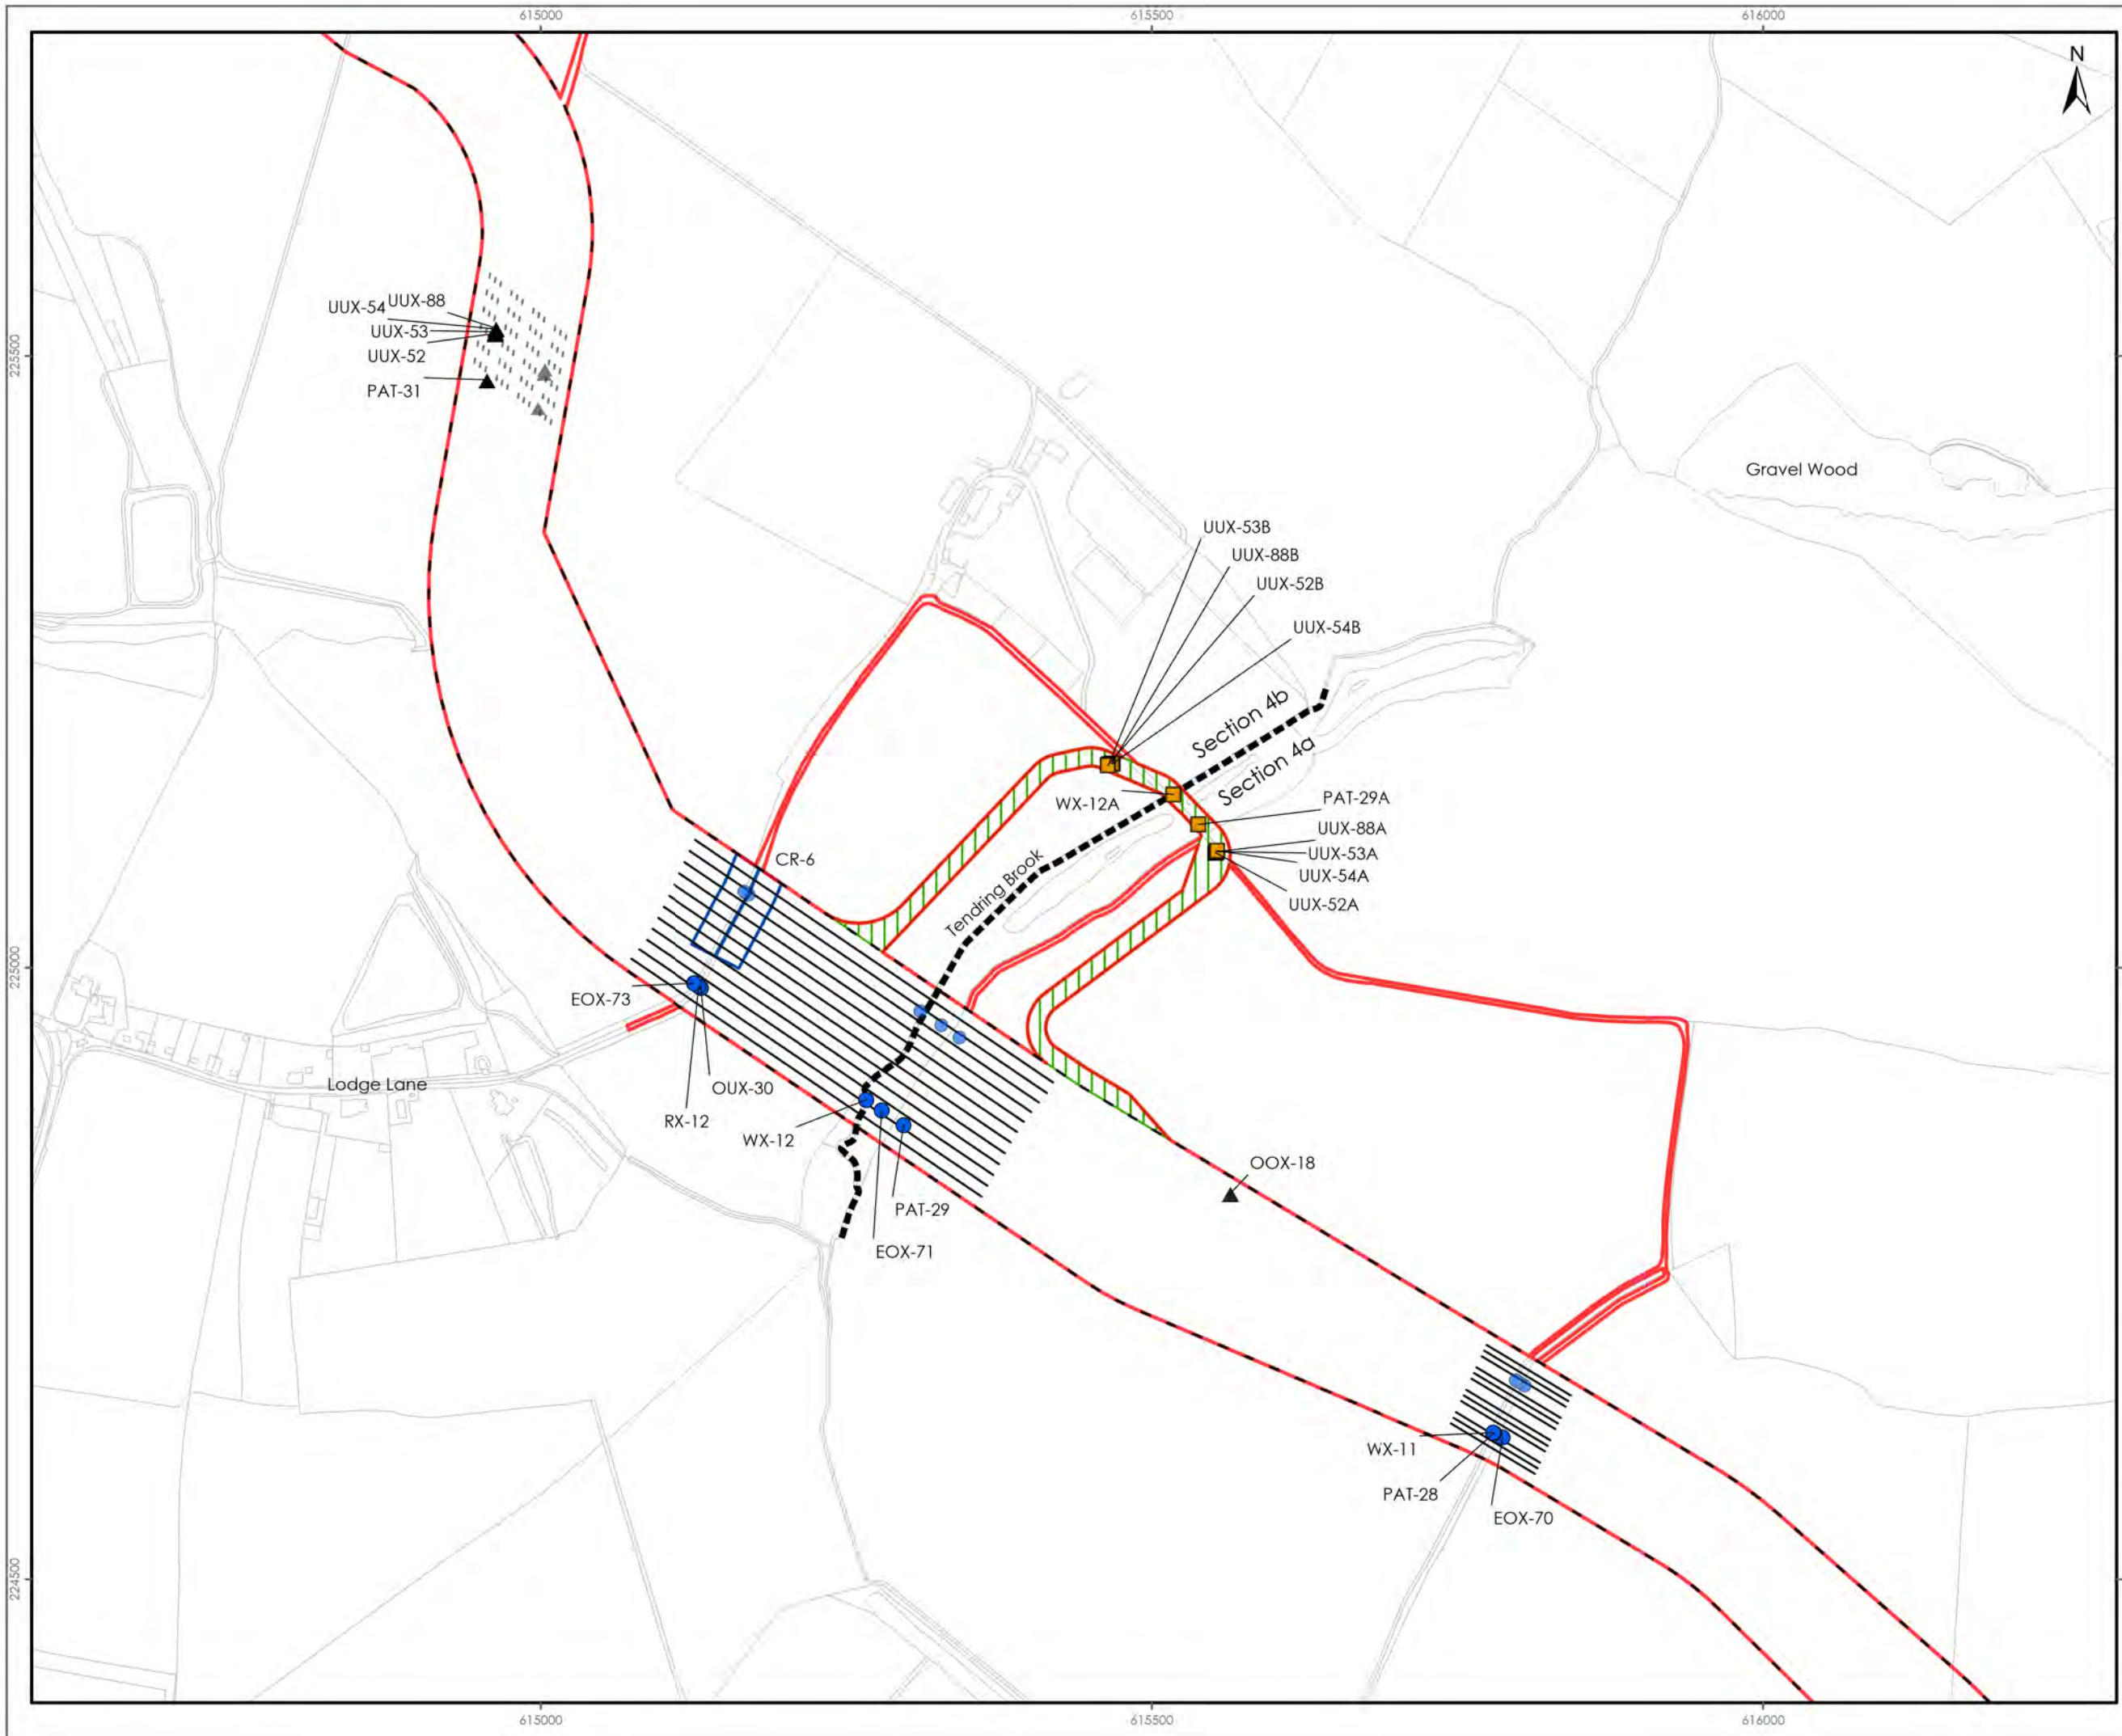 615000
615500
616000
N
UUX-54
UUX-88
UUX-53
UUX-52
PAT-31
225500
Gravel Wood
UUX-53B
UUX-88B
UUX-52B
UUX-54B
Section 4b
Section 4a
WX-12A
PAT-29A
UUX-88A
UUX-53A
UUX-54A
UUX-52A
CR-6
Tendring Brook
225000
EOX-73
OUX-30
RX-12
Lodge Lane
WX-12
PAT-29
EOX-71
OOX-18
WX-11
PAT-28
EOX-70
224500
615000
615500
616000